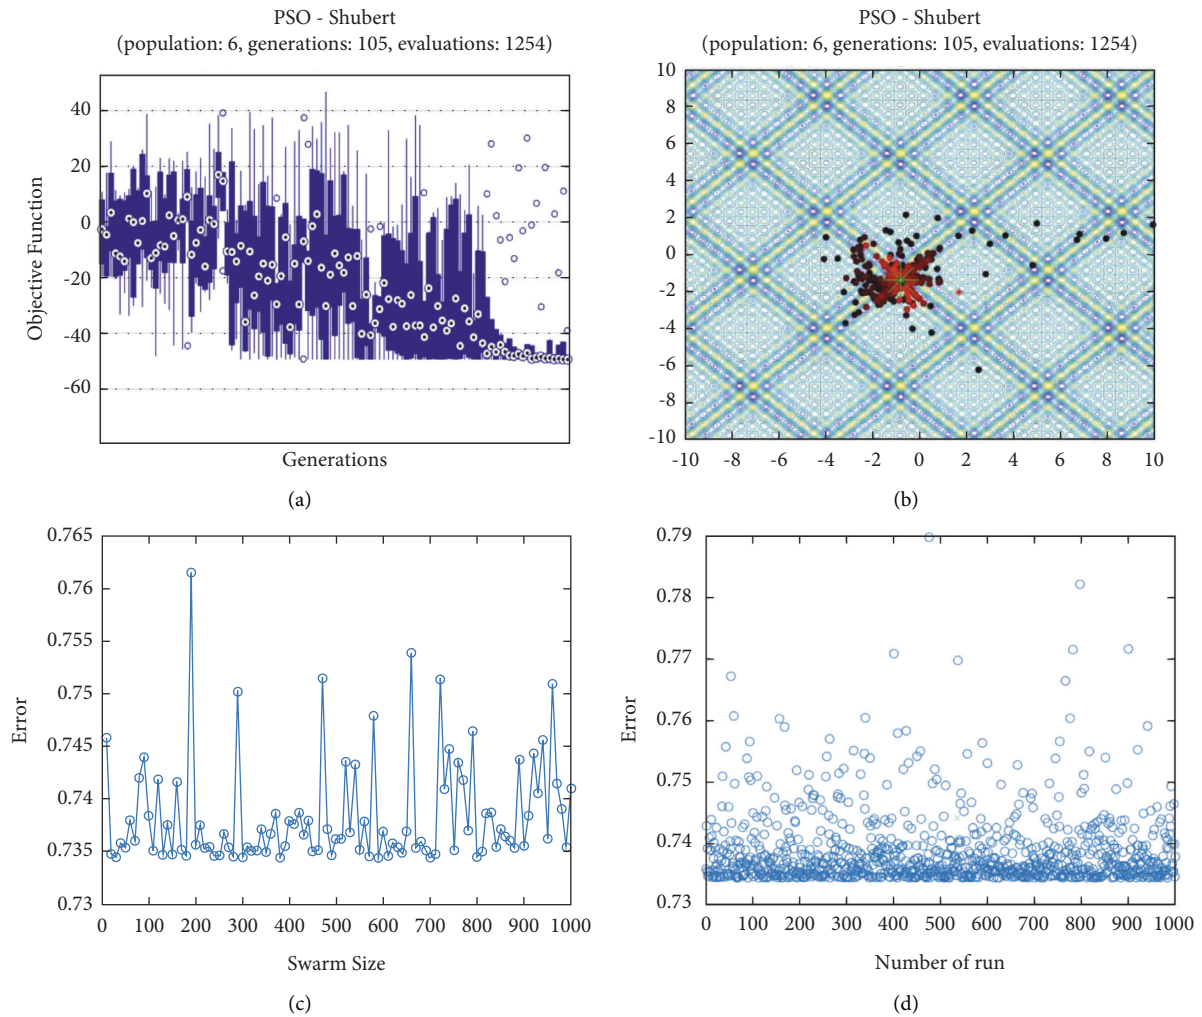 PSO - Shubert
(population: 6, generations: 105, evaluations: 1254)
40
20
0
-20
-40
-60
Objective Function
Generations
(a)
PSO - Shubert
(population: 6, generations: 105, evaluations: 1254)
10
8
6
4
2
0
-2
-4
-6
-8
-10
-10 -8 -6 -4 -2 0 2 4 6 8 10
(b)
0.765
0.76
0.755
0.75
0.745
0.74
0.735
0.73
Error
0 100 200 300 400 500 600 700 800 900 1000
Swarm Size
(c)
0.79
0.78
0.77
0.76
0.75
0.74
0.73
Error
0 100 200 300 400 500 600 700 800 900 1000
Number of run
(d)